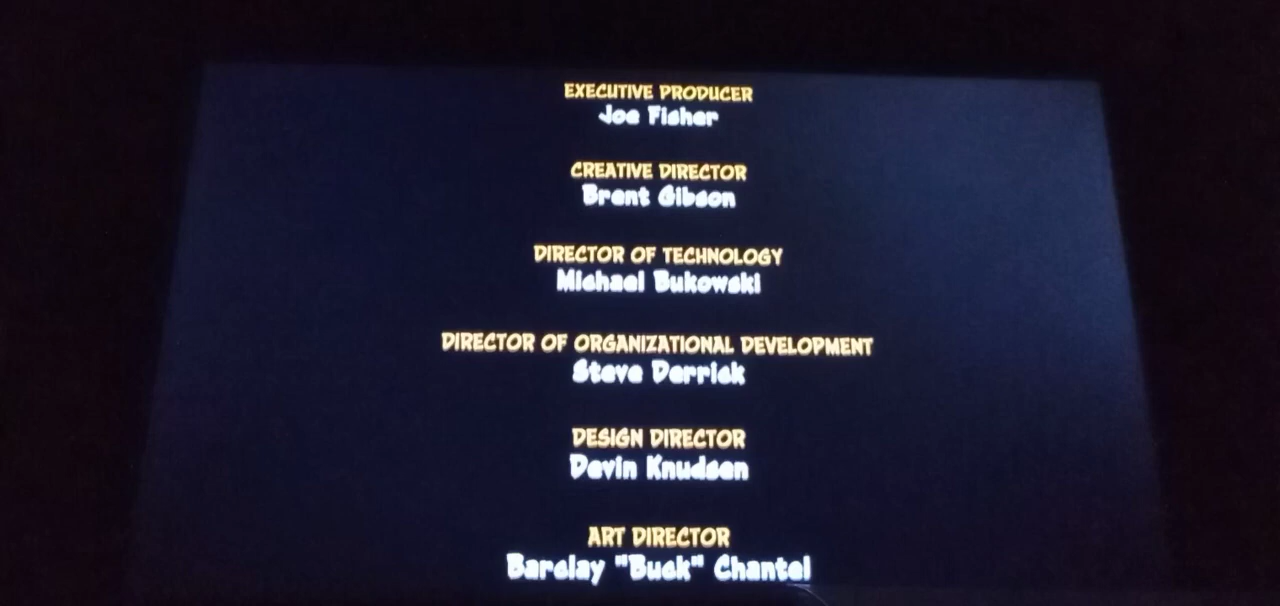 EXECUTIVE PRODUCER
Joe Fisher
CREATIVE DIRECTOR
Brent Gibson
DIRECTOR OF TECHNOLOGY
Michael Bukowski
DIRECTOR OF ORGANIZATIONAL DEVELOPMENT
Steve Derrick
DESIGN DIRECTOR
Devin Knudsen
ART DIRECTOR
Barclay "Buck" Chantel